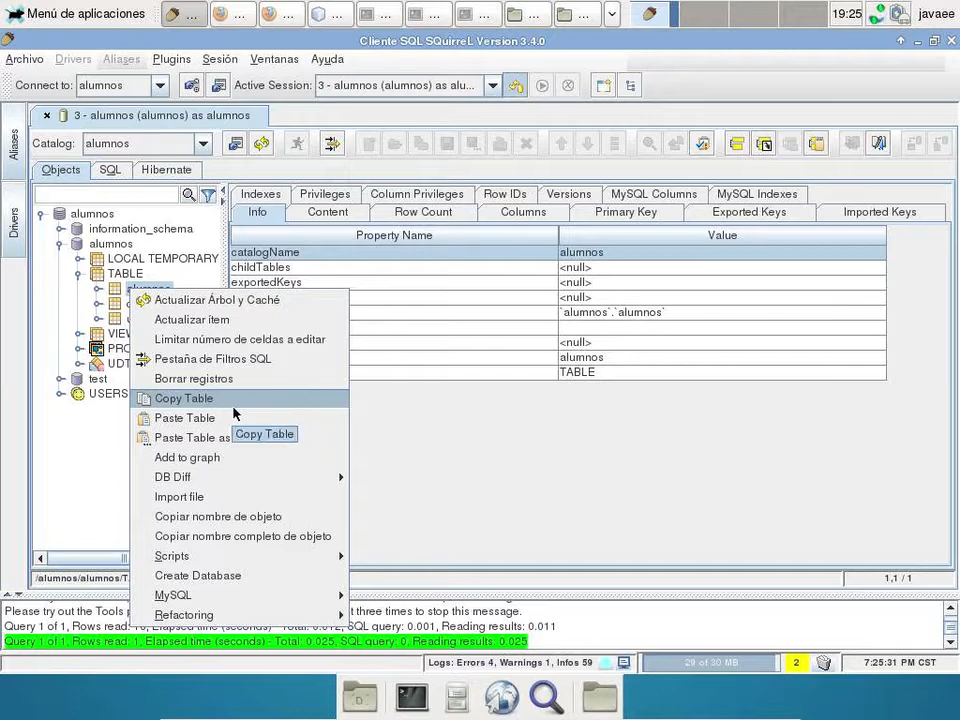 Menú de aplicaciones
...
...
...
...
...
...
...
...
...
...
19:25
javaee
Cliente SQL SQuirreL Version 3.4.0
Archivo Drivers Aliases Plugins Sesión Ventanas Ayuda
Connect to: alumnos Active Session: 3 - alumnos (alumnos) as alu...
Aliases
Drivers
3 - alumnos (alumnos) as alumnos
Catalog: alumnos
Objects SQL Hibernate
Indexes Privileges Column Privileges Row IDs Versions MySQL Columns MySQL Indexes
Info Content Row Count Columns Primary Key Exported Keys Imported Keys
alumnos
information_schema
alumnos
LOCAL TEMPORARY
TABLE
alumnos
VIEW
PRO
UDT
test
USERS
Property Name Value
catalogName alumnos
childTables <null>
exportedKeys <null>
<null>
`alumnos`.`alumnos`
<null>
alumnos
TABLE
Actualizar Árbol y Caché
Actualizar ítem
Limitar número de celdas a editar
Pestaña de Filtros SQL
Borrar registros
Copy Table
Paste Table
Paste Table as
Copy Table
Add to graph
DB Diff
Import file
Copiar nombre de objeto
Copiar nombre completo de objeto
Scripts
Create Database
MySQL
Refactoring
/alumnos/alumnos/T 1,1 / 1
Please try out the Tools p three times to stop this message.
Query 1 of 1, Rows read: SQL query: 0.001, Reading results: 0.011
Query 1 of 1, Rows read: 1, Elapsed time (seconds) - Total: 0.025, SQL query: 0, Reading results: 0.025
Logs: Errors 4, Warnings 1, Infos 59 29 of 30 MB 2 7:25:31 PM CST